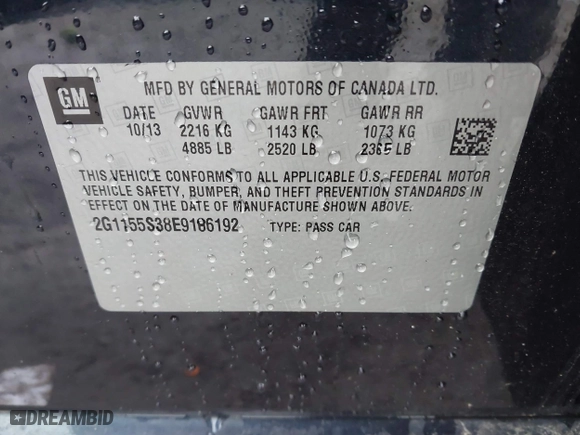 GM
MFD BY GENERAL MOTORS OF CANADA LTD.
DATE GVWR GAWR FRT GAWR RR
10/13 2216 KG 1143 KG 1073 KG
4885 LB 2520 LB 2365 LB
THIS VEHICLE CONFORMS TO ALL APPLICABLE U.S. FEDERAL MOTOR
VEHICLE SAFETY, BUMPER, AND THEFT PREVENTION STANDARDS IN
EFFECT ON THE DATE OF MANUFACTURE SHOWN ABOVE.
2G1155S38E9186192 TYPE: PASS CAR
DREAMBID